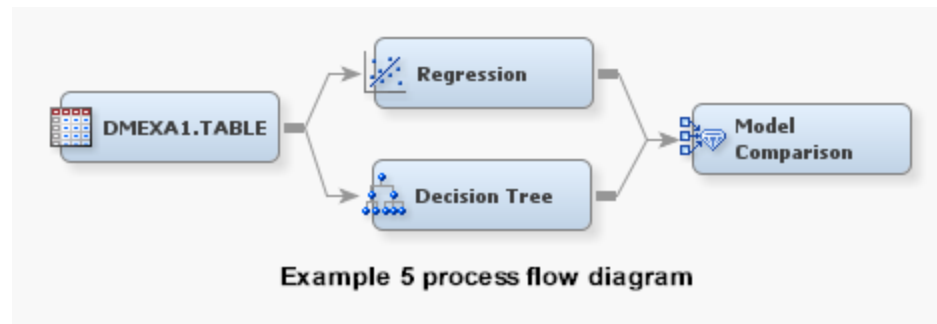 DMEXA1.TABLE
Regression
Decision Tree
Model
Comparison
Example 5 process flow diagram